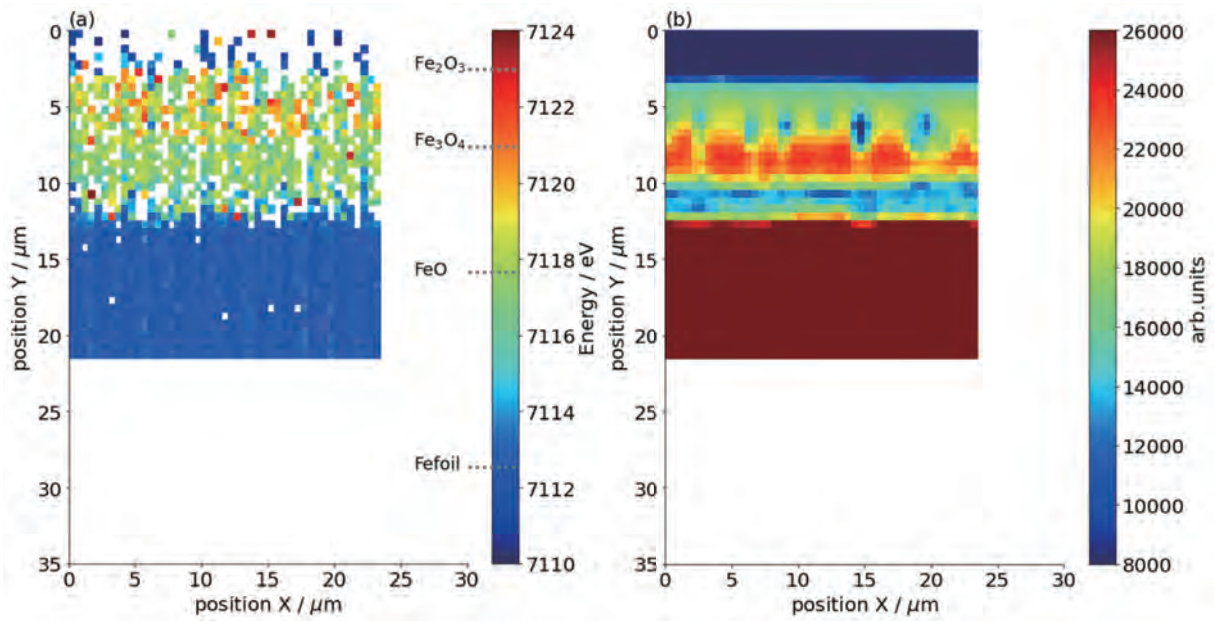 (a)
0
5
10
15
20
25
30
35
position Y / μm
0 5 10 15 20 25 30
position X / μm
Fe₂O₃
Fe₃O₄
FeO
Fefoil
7124
7122
7120
7118
7116
7114
7112
7110
Energy / eV
(b)
0
5
10
15
20
25
30
35
position Y / μm
0 5 10 15 20 25 30
position X / μm
26000
24000
22000
20000
18000
16000
14000
12000
10000
8000
arb.units